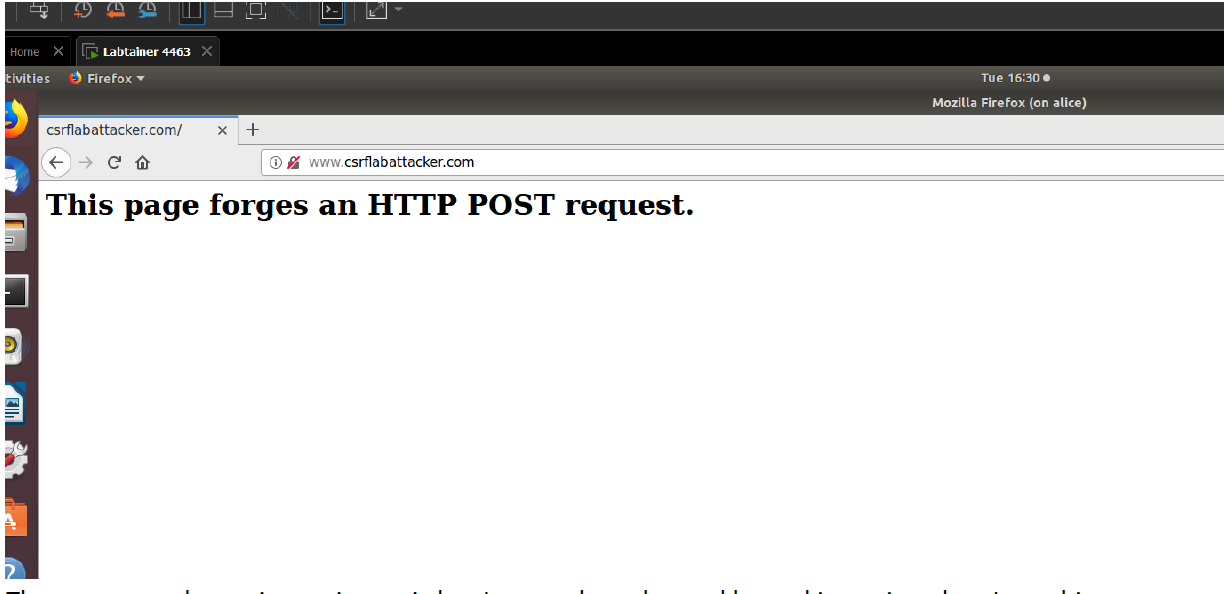 Home
Labtainer 4463
tivities
Firefox
Tue 16:30
Mozilla Firefox (on alice)
csrflabattacker.com/
www.csrflabattacker.com
This page forges an HTTP POST request.